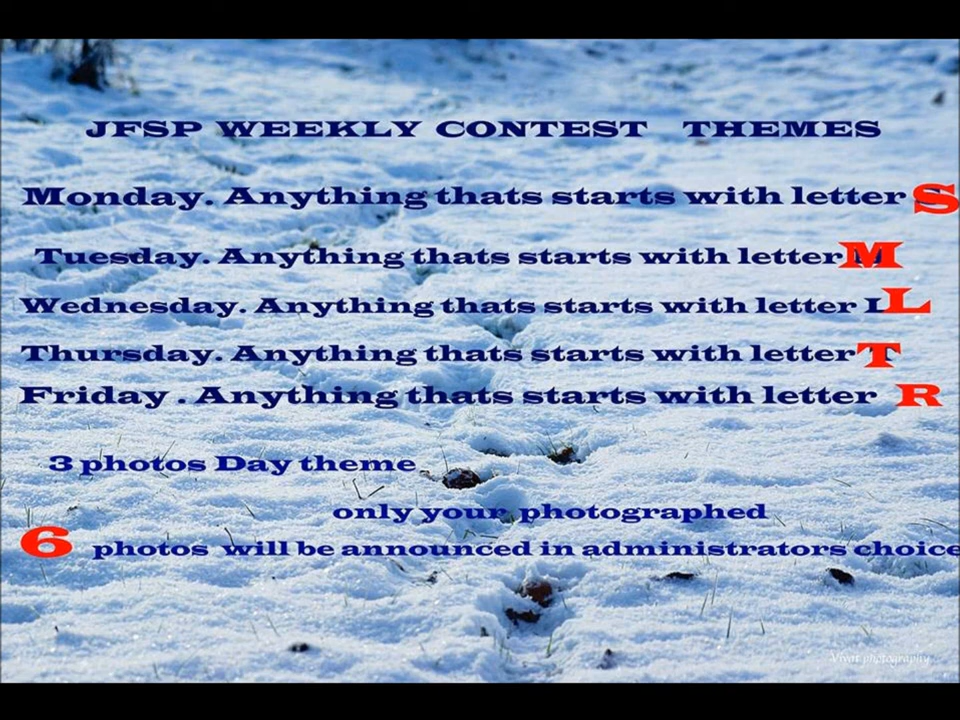 JFSP WEEKLY CONTEST THEMES
Monday. Anything thats starts with letter S
Tuesday. Anything thats starts with letter M
Wednesday. Anything thats starts with letter L L
Thursday. Anything thats starts with letter T
Friday . Anything thats starts with letter R
3 photos Day theme
only your photographed
6 photos will be announced in administrators choice
Vivat photography